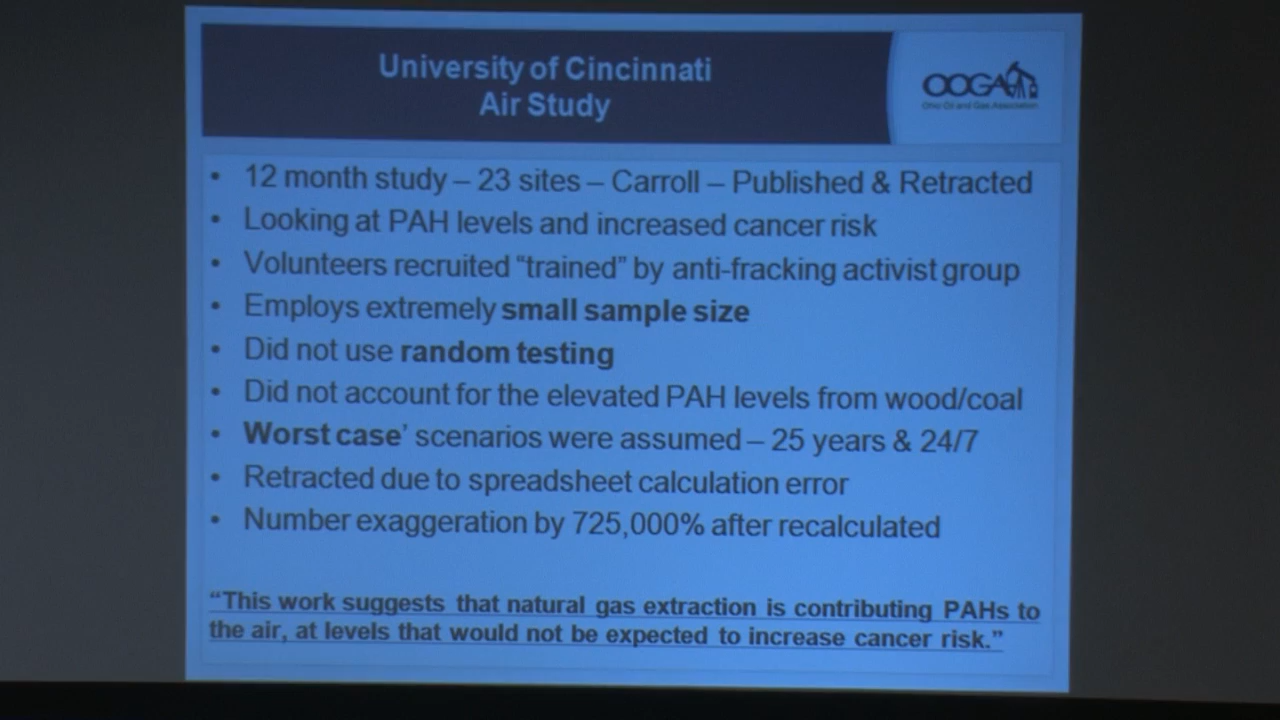 University of Cincinnati
Air Study
OOGA
Ohio Oil and Gas Association
• 12 month study – 23 sites – Carroll – Published & Retracted
• Looking at PAH levels and increased cancer risk
• Volunteers recruited “trained” by anti-fracking activist group
• Employs extremely small sample size
• Did not use random testing
• Did not account for the elevated PAH levels from wood/coal
• Worst case’ scenarios were assumed – 25 years & 24/7
• Retracted due to spreadsheet calculation error
• Number exaggeration by 725,000% after recalculated
“This work suggests that natural gas extraction is contributing PAHs to
the air, at levels that would not be expected to increase cancer risk.”